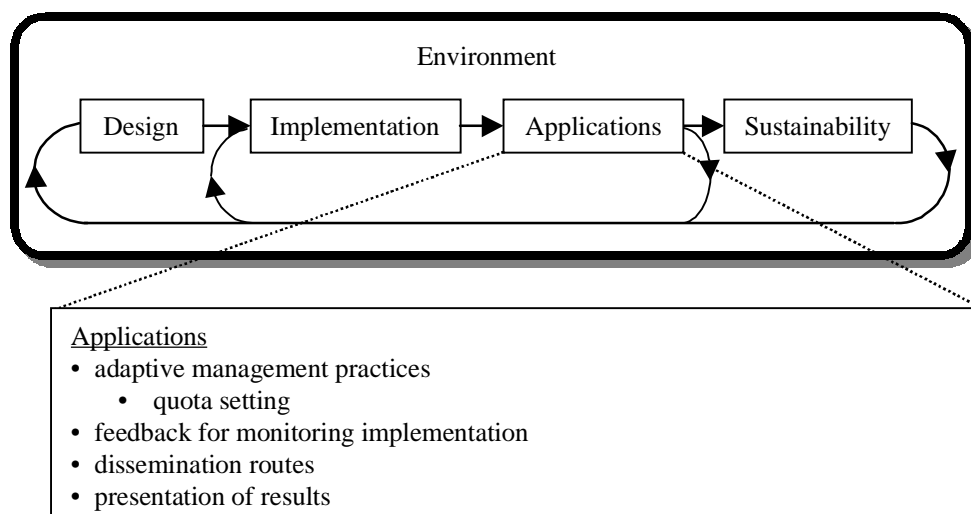 Environment
Design
Implementation
Applications
Sustainability
Applications
• adaptive management practices
• quota setting
• feedback for monitoring implementation
• dissemination routes
• presentation of results